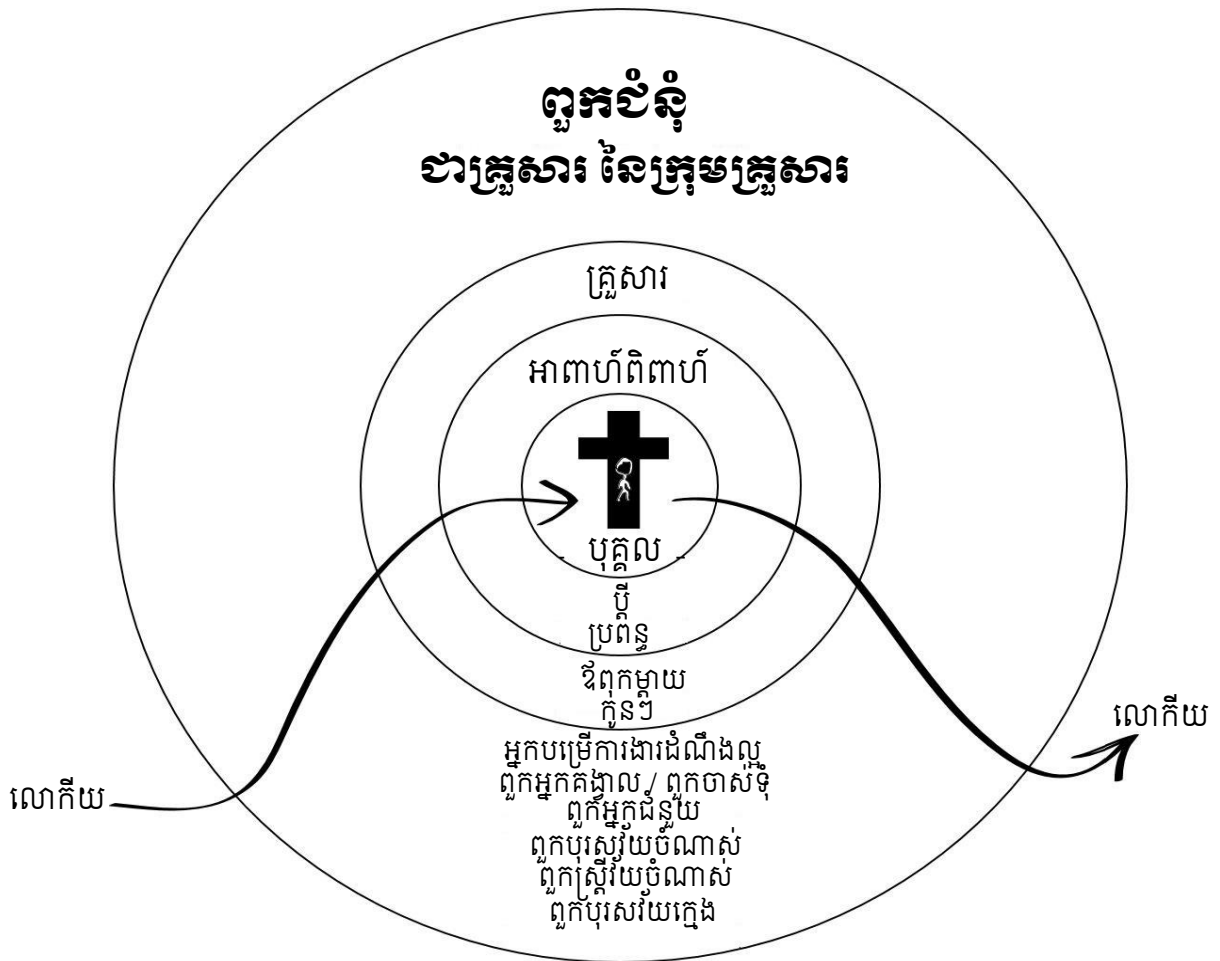 ពួកជំនុំ
ជាគ្រួសារ នៃក្រុមគ្រួសារ
គ្រួសារ
អាពាហ៍ពិពាហ៍
- បុគ្គល -
ប្តី
ប្រពន្ធ
ឪពុកម្តាយ
កូនៗ
អ្នកបម្រើការងារដំណឹងល្អ
ពួកអ្នកគង្វាល / ពួកចាស់ទុំ
ពួកអ្នកជំនួយ
ពួកបុរសវ័យចំណាស់
ពួកស្ត្រីវ័យចំណាស់
ពួកបុរសវ័យក្មេង
លោកីយ
លោកីយ